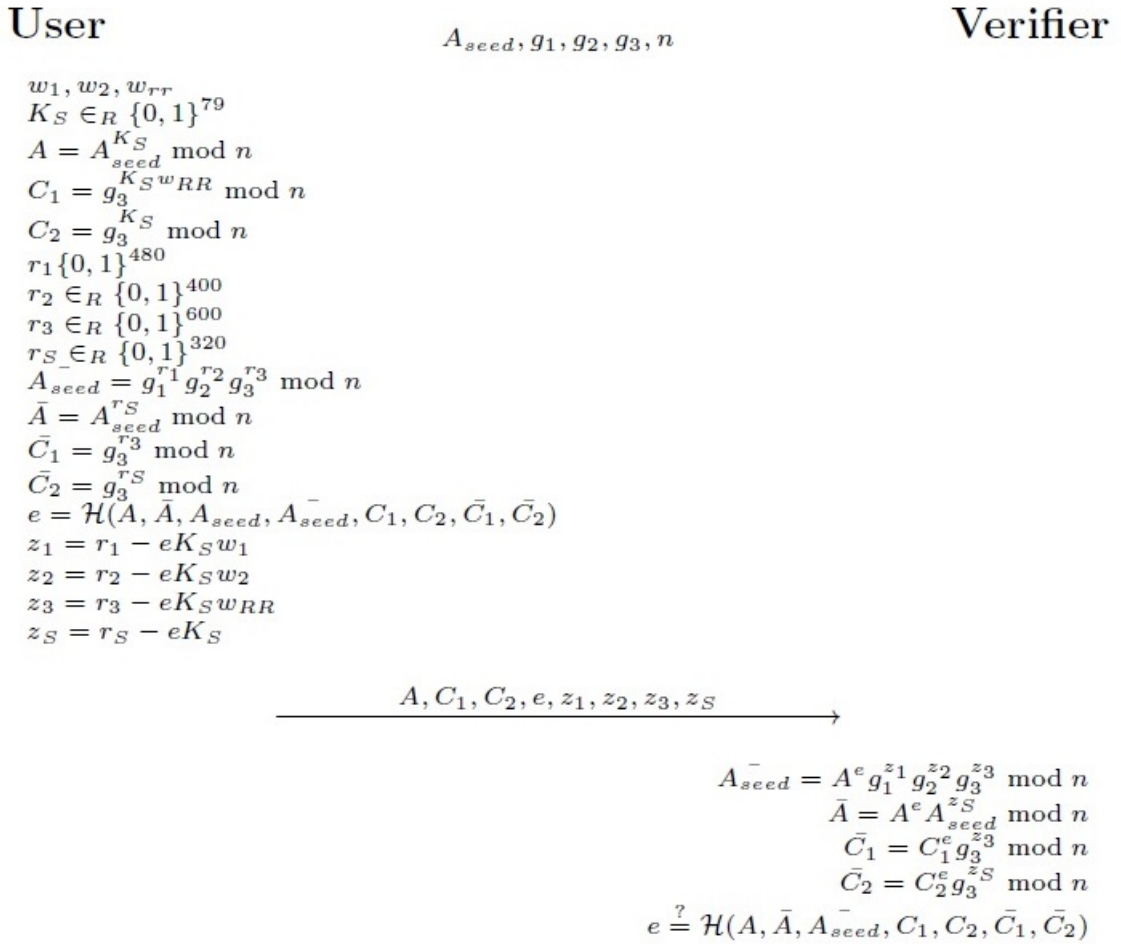 User
A_{seed}, g_1, g_2, g_3, n
Verifier
w_1, w_2, w_{rr}
K_S ∈_R {0, 1}^{79}
A = A_{seed}^{K_S} mod n
C_1 = g_3^{K_S w_{RR}} mod n
C_2 = g_3^{K_S} mod n
r_1{0, 1}^{480}
r_2 ∈_R {0, 1}^{400}
r_3 ∈_R {0, 1}^{600}
r_S ∈_R {0, 1}^{320}
\bar{A_{seed}} = g_1^{r_1} g_2^{r_2} g_3^{r_3} mod n
\bar{A} = A_{seed}^{r_S} mod n
\bar{C_1} = g_3^{r_3} mod n
\bar{C_2} = g_3^{r_S} mod n
e = H(A, \bar{A}, A_{seed}, \bar{A_{seed}}, C_1, C_2, \bar{C_1}, \bar{C_2})
z_1 = r_1 − eK_S w_1
z_2 = r_2 − eK_S w_2
z_3 = r_3 − eK_S w_{RR}
z_S = r_S − eK_S
A, C_1, C_2, e, z_1, z_2, z_3, z_S
\bar{A_{seed}} = A^e g_1^{z_1} g_2^{z_2} g_3^{z_3} mod n
\bar{A} = A^e A_{seed}^{z_S} mod n
\bar{C_1} = C_1^e g_3^{z_3} mod n
\bar{C_2} = C_2^e g_3^{z_S} mod n
e \stackrel{?}{=} H(A, \bar{A}, \bar{A_{seed}}, C_1, C_2, \bar{C_1}, \bar{C_2})